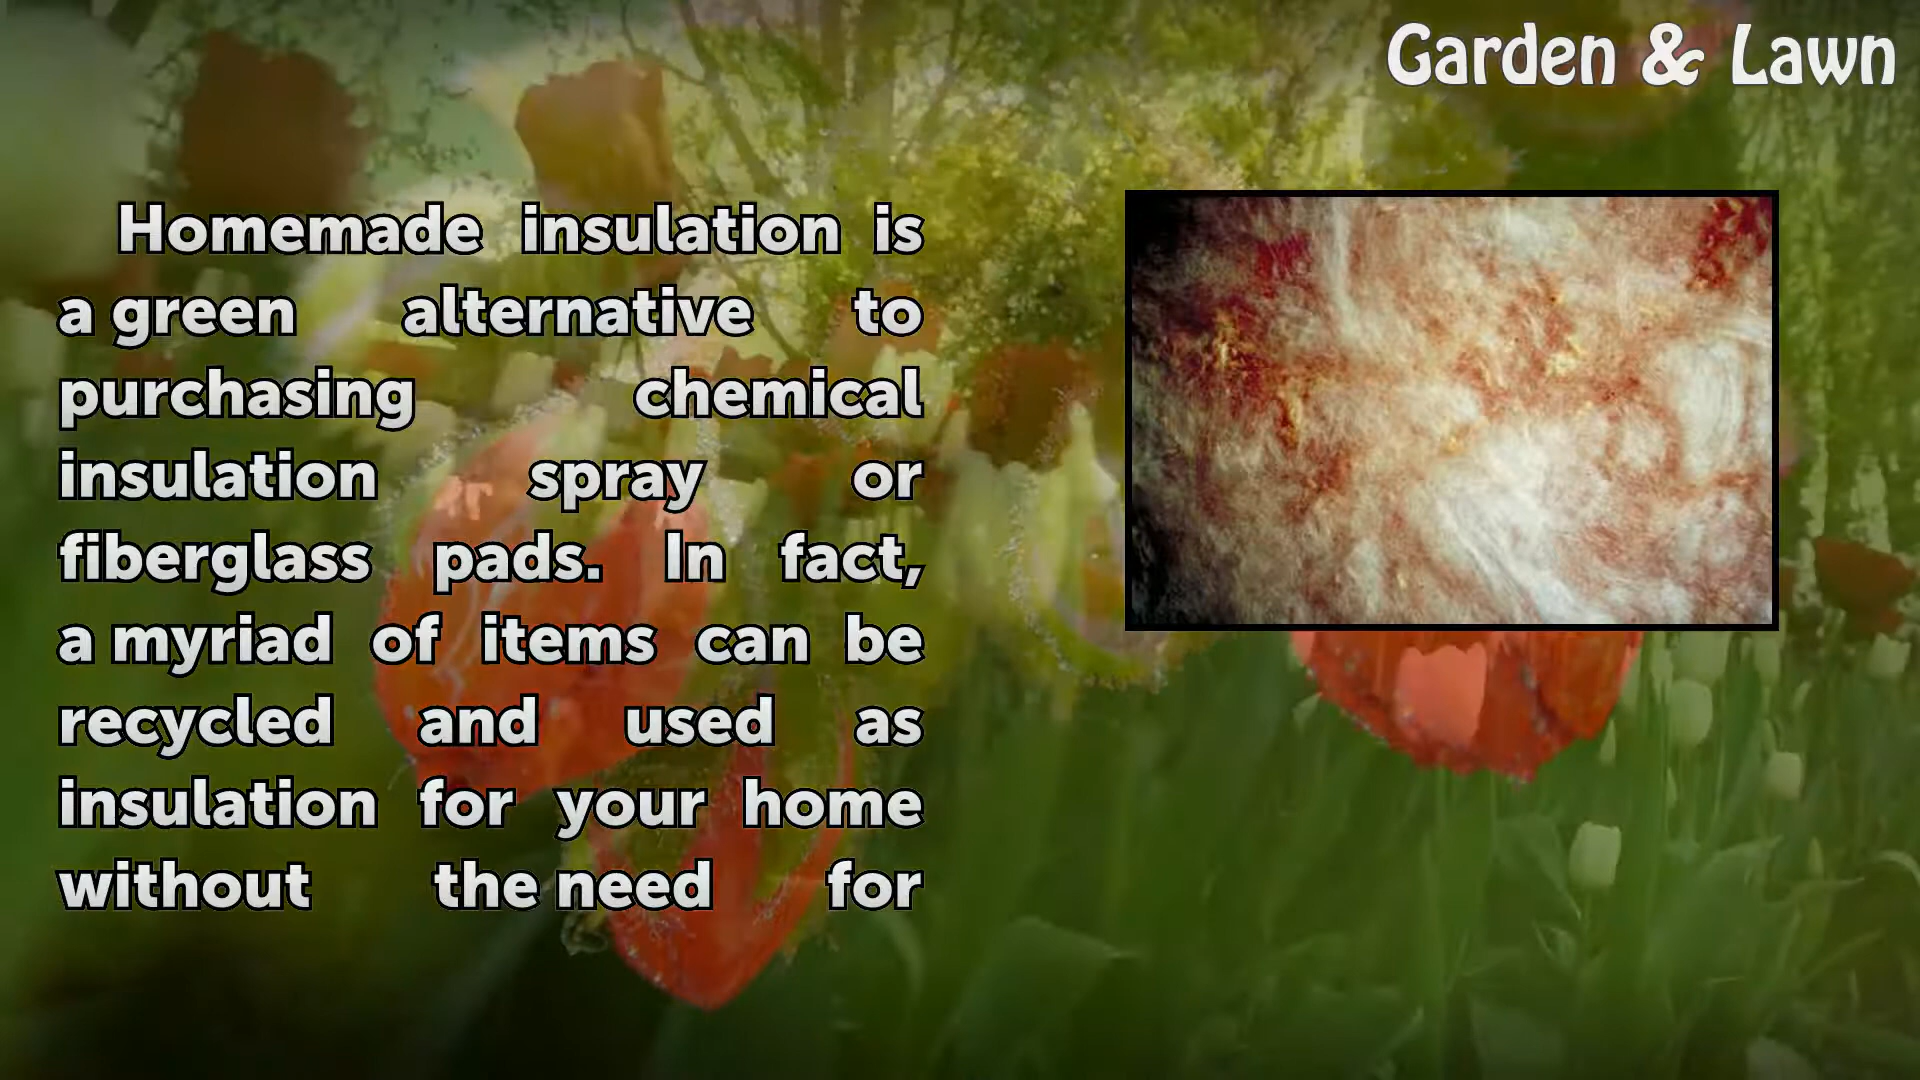 Garden & Lawn
Homemade insulation is
a green alternative to
purchasing chemical
insulation spray or
fiberglass pads. In fact,
a myriad of items can be
recycled and used as
insulation for your home
without the need for